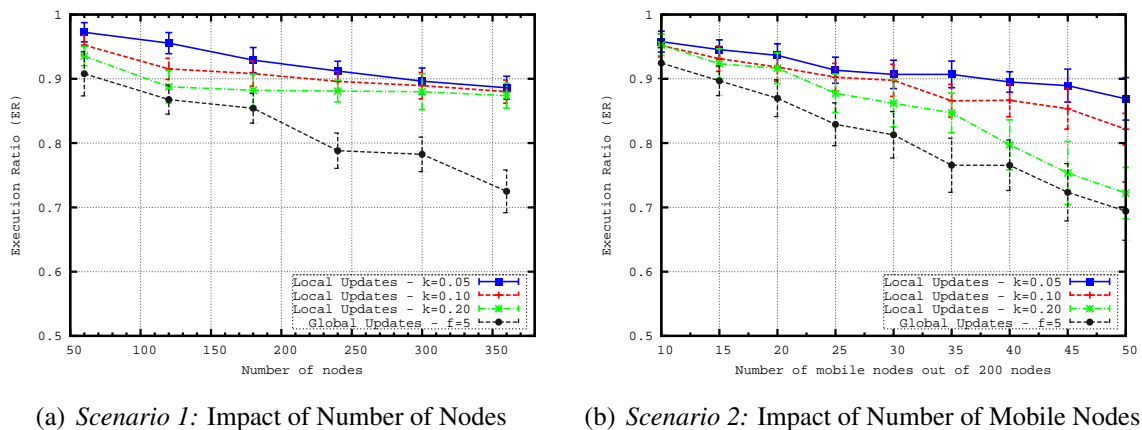 1
0.9
0.8
0.7
0.6
0.5
Execution Ratio (ER)
Local Updates - k=0.05
Local Updates - k=0.10
Local Updates - k=0.20
Global Updates - f=5
50 100 150 200 250 300 350
Number of nodes
(a) Scenario 1: Impact of Number of Nodes
1
0.9
0.8
0.7
0.6
0.5
Execution Ratio (ER)
Local Updates - k=0.05
Local Updates - k=0.10
Local Updates - k=0.20
Global Updates - f=5
10 15 20 25 30 35 40 45 50
Number of mobile nodes out of 200 nodes
(b) Scenario 2: Impact of Number of Mobile Nodes